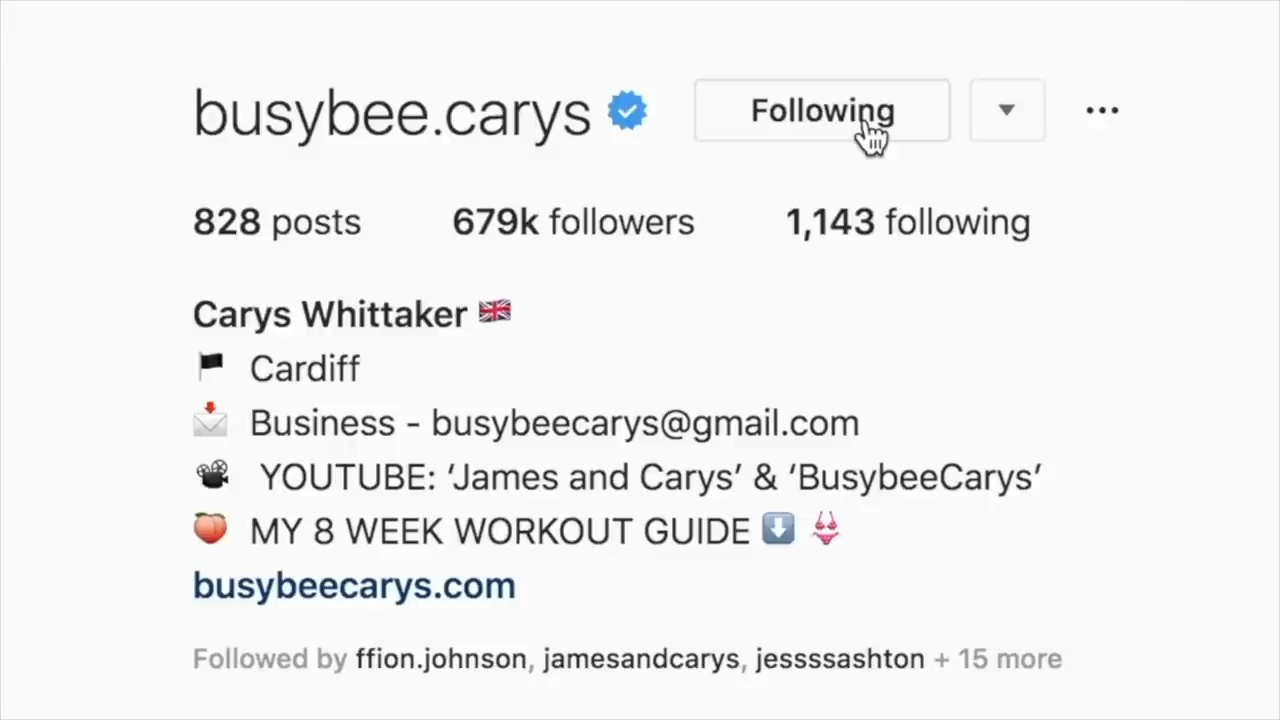 busybee.carys Following
828 posts 679k followers 1,143 following
Carys Whittaker
Cardiff
Business - busybeecarys@gmail.com
YOUTUBE: ‘James and Carys’ & ‘BusybeeCarys’
MY 8 WEEK WORKOUT GUIDE
busybeecarys.com
Followed by ffion.johnson, jamesandcarys, jessssashton + 15 more